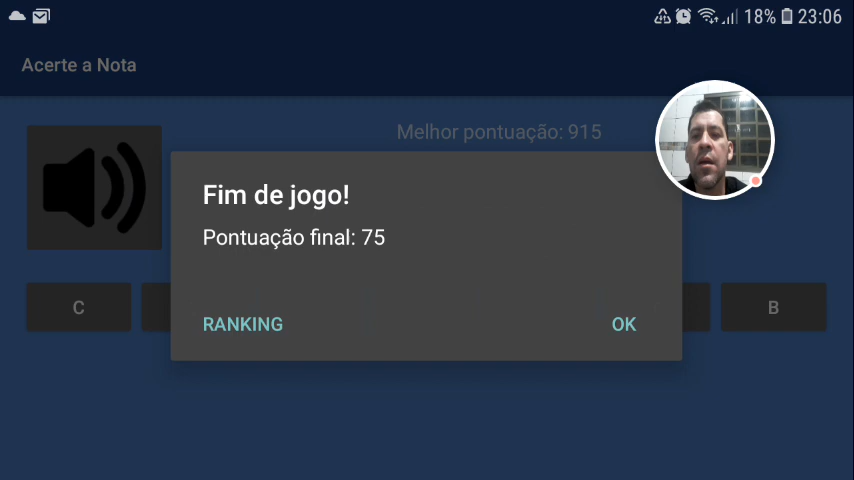 18% 23:06
Acerte a Nota
Melhor pontuação: 915
Fim de jogo!
Pontuação final: 75
C
B
RANKING
OK